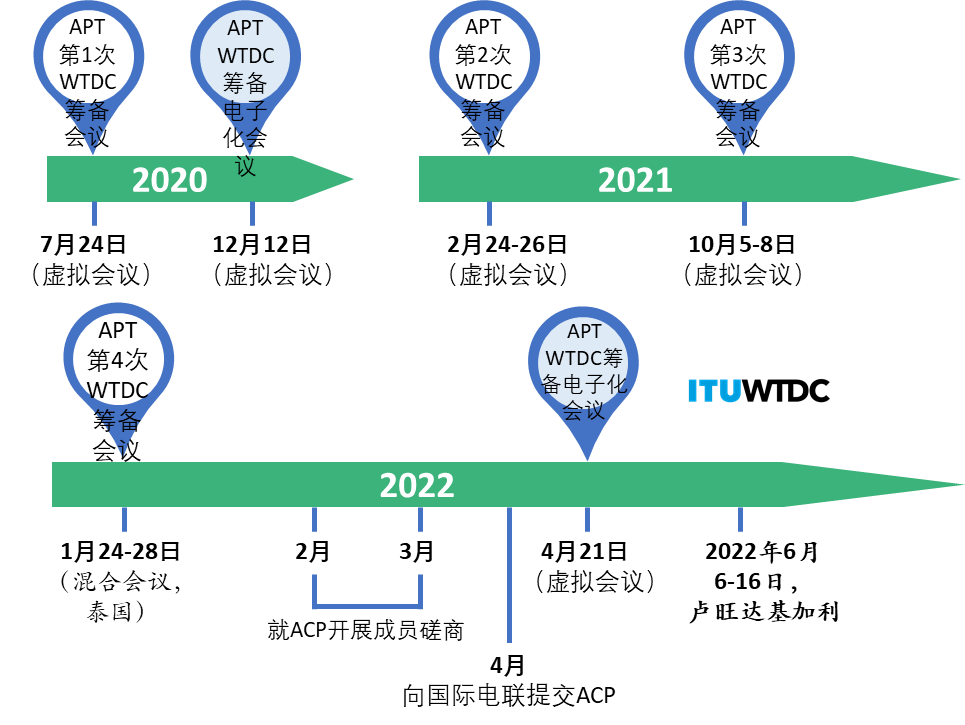 APT
第1次
WTDC
筹备
会议
APT
WTDC
筹备
电子
化会
议
APT
第2次
WTDC
筹备
会议
APT
第3次
WTDC
筹备
会议
2020
2021
7月24日
（虚拟会议）
12月12日
（虚拟会议）
2月24-26日
（虚拟会议）
10月5-8日
（虚拟会议）
APT
第4次
WTDC
筹备
会议
APT
WTDC筹
备电子化
会议
ITUWTDC
2022
1月24-28日
（混合会议，
泰国）
2月
3月
就ACP开展成员磋商
4月
向国际电联提交ACP
4月21日
（虚拟会议）
2022年6月
6-16日，
卢旺达基加利